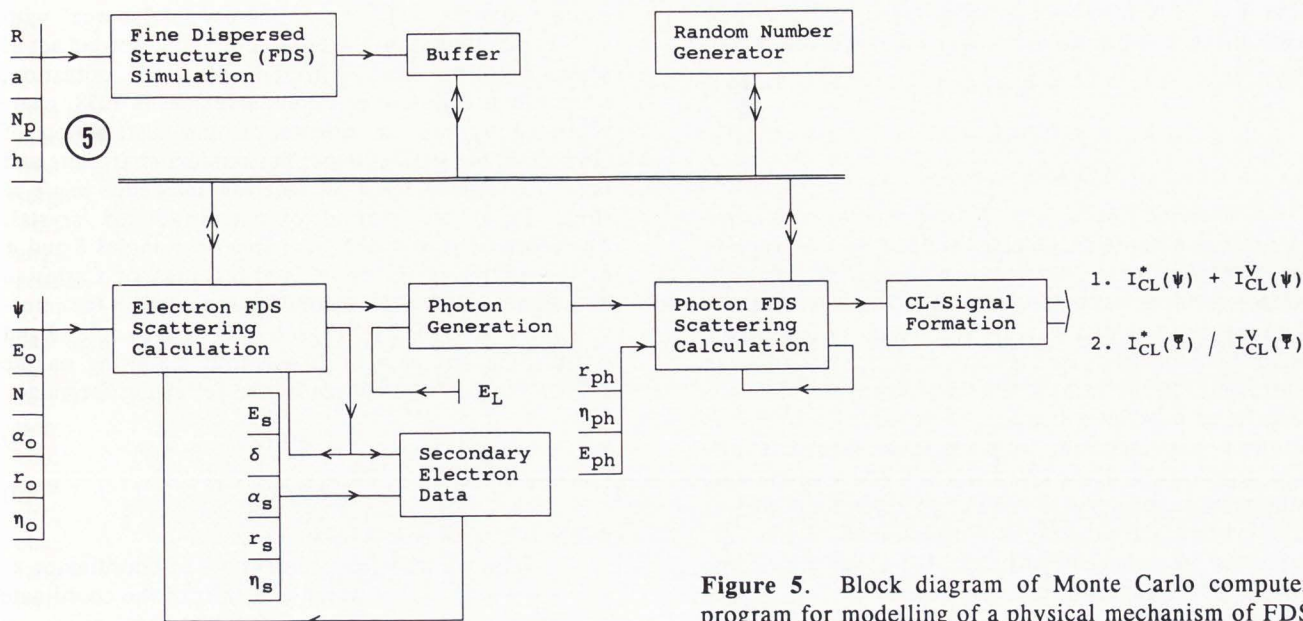 R
a
N_p
h
5
Fine Dispersed
Structure (FDS)
Simulation
Buffer
Random Number
Generator
ψ
E_o
N
α_o
r_o
η_o
Electron FDS
Scattering
Calculation
Photon
Generation
Photon FDS
Scattering
Calculation
CL-Signal
Formation
1. I*_CL(ψ) + I^V_CL(ψ)
2. I*_CL(Ψ) / I^V_CL(Ψ)
E_L
E_s
δ
α_s
r_s
η_s
Secondary
Electron
Data
r_ph
η_ph
E_ph
Figure 5. Block diagram of Monte Carlo computer
program for modelling of a physical mechanism of FDS